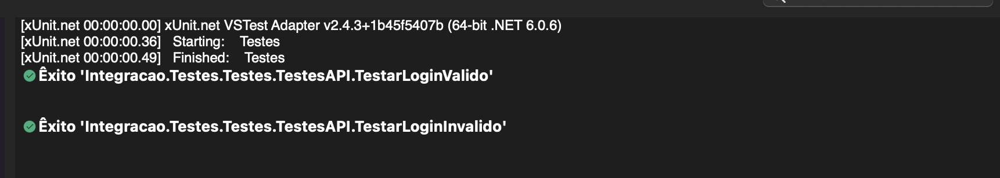 [xUnit.net 00:00:00.00] xUnit.net VSTest Adapter v2.4.3+1b45f5407b (64-bit .NET 6.0.6)
[xUnit.net 00:00:00.36]   Starting:    Testes
[xUnit.net 00:00:00.49]   Finished:    Testes
Êxito 'Integracao.Testes.Testes.TestesAPI.TestarLoginValido'
Êxito 'Integracao.Testes.Testes.TestesAPI.TestarLoginInvalido'